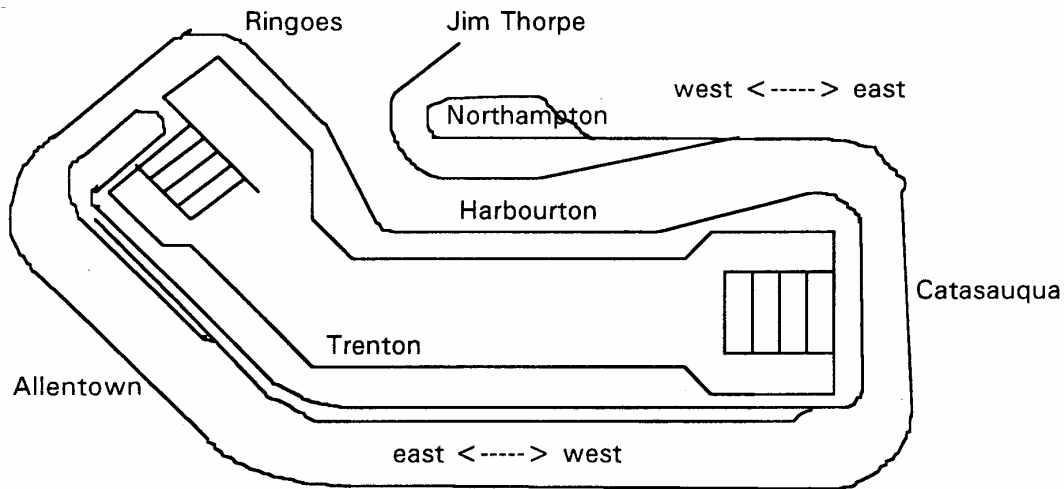 Ringoes
Jim Thorpe
west <-----> east
Northampton
Harbourton
Catasauqua
Trenton
Allentown
east <-----> west